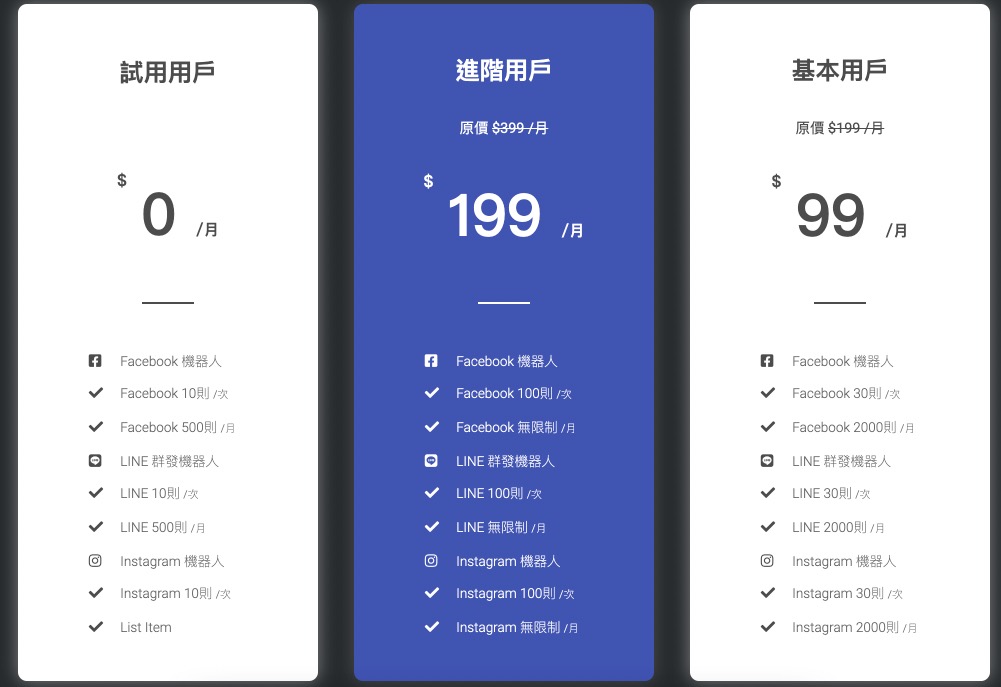 試用用戶
$
0
/月
Facebook 機器人
Facebook 10則 /次
Facebook 500則 /月
LINE 群發機器人
LINE 10則 /次
LINE 500則 /月
Instagram 機器人
Instagram 10則 /次
List Item
進階用戶
原價 $399 /月
$
199
/月
Facebook 機器人
Facebook 100則 /次
Facebook 無限制 /月
LINE 群發機器人
LINE 100則 /次
LINE 無限制 /月
Instagram 機器人
Instagram 100則 /次
Instagram 無限制 /月
基本用戶
原價 $199 /月
$
99
/月
Facebook 機器人
Facebook 30則 /次
Facebook 2000則 /月
LINE 群發機器人
LINE 30則 /次
LINE 2000則 /月
Instagram 機器人
Instagram 30則 /次
Instagram 2000則 /月